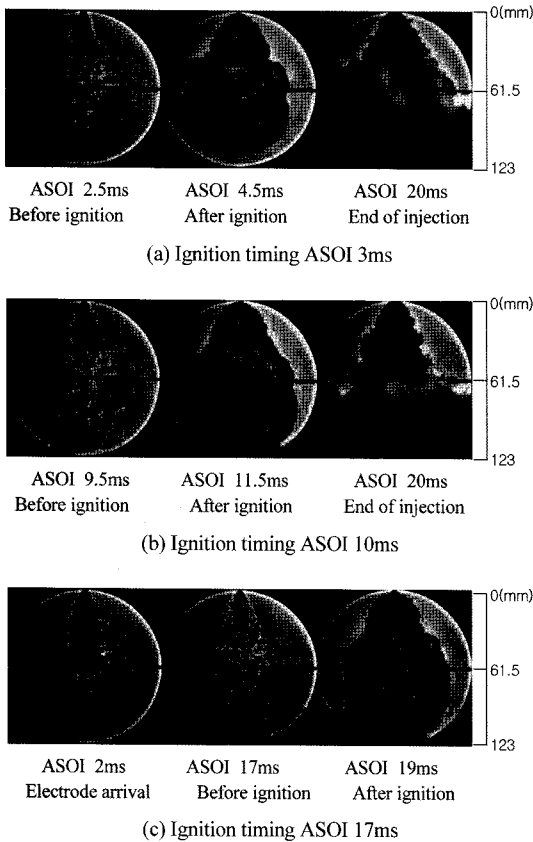 0(mm)
61.5
123
ASOI 2.5ms ASOI 4.5ms ASOI 20ms
Before ignition After ignition End of injection
(a) Ignition timing ASOI 3ms
0(mm)
61.5
123
ASOI 9.5ms ASOI 11.5ms ASOI 20ms
Before ignition After ignition End of injection
(b) Ignition timing ASOI 10ms
0(mm)
61.5
123
ASOI 2ms ASOI 17ms ASOI 19ms
Electrode arrival Before ignition After ignition
(c) Ignition timing ASOI 17ms